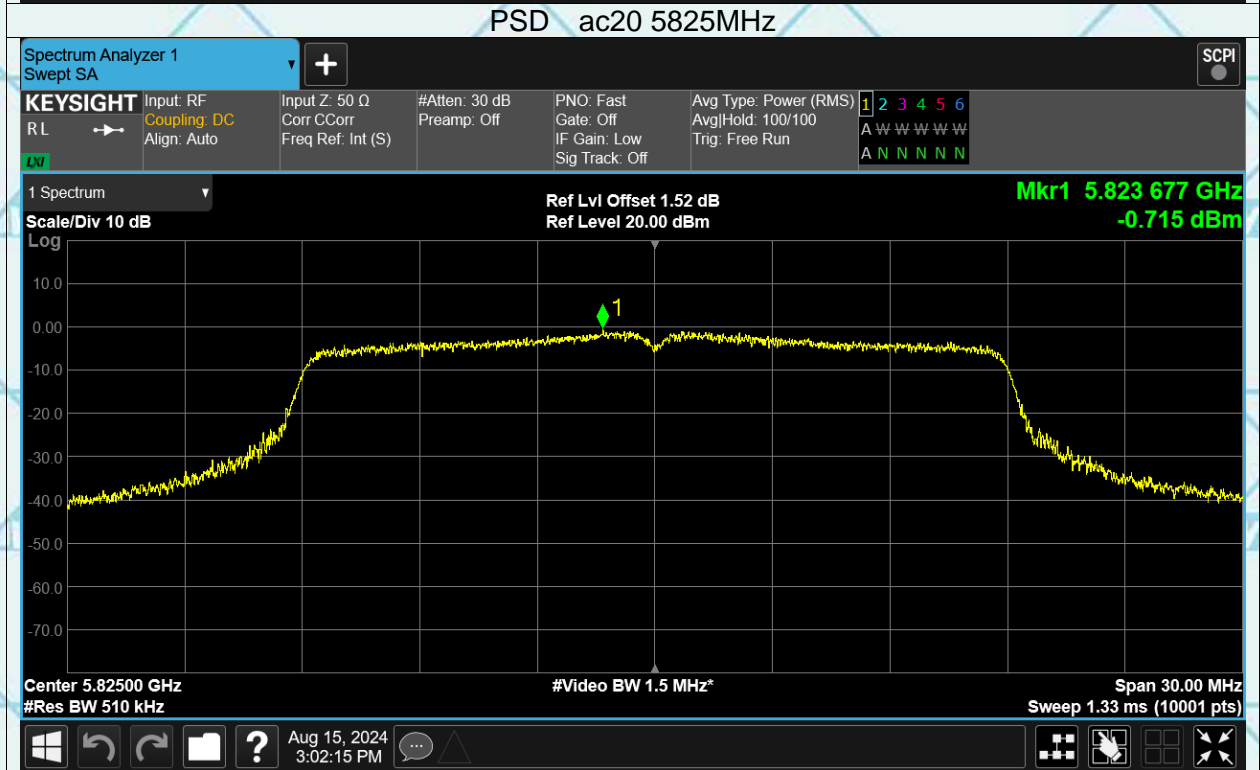 PSD ac20 5825MHz
Spectrum Analyzer 1
Swept SA
SCPI
KEYSIGHT
R L
LXI
Input: RF
Coupling: DC
Align: Auto
Input Z: 50 Ω
Corr CCorr
Freq Ref: Int (S)
#Atten: 30 dB
Preamp: Off
PNO: Fast
Gate: Off
IF Gain: Low
Sig Track: Off
Avg Type: Power (RMS)
Avg|Hold: 100/100
Trig: Free Run
1 2 3 4 5 6
A W W W W W
A N N N N N
1 Spectrum
Scale/Div 10 dB
Ref Lvl Offset 1.52 dB
Ref Level 20.00 dBm
Mkr1 5.823 677 GHz
-0.715 dBm
Log
10.0
0.00
-10.0
-20.0
-30.0
-40.0
-50.0
-60.0
-70.0
1
Center 5.82500 GHz
#Res BW 510 kHz
#Video BW 1.5 MHz*
Span 30.00 MHz
Sweep 1.33 ms (10001 pts)
?
Aug 15, 2024
3:02:15 PM